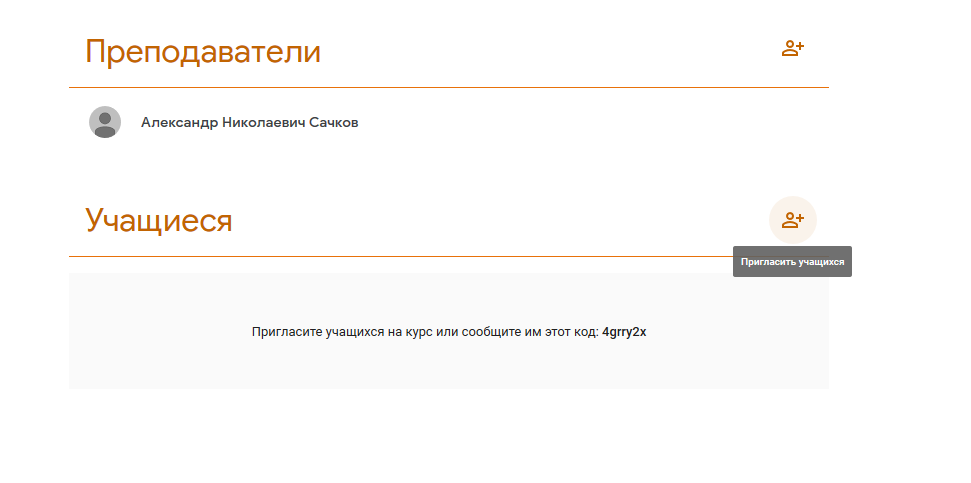 Преподаватели
Александр Николаевич Сачков
Учащиеся
Пригласить учащихся
Пригласите учащихся на курс или сообщите им этот код: 4grry2x